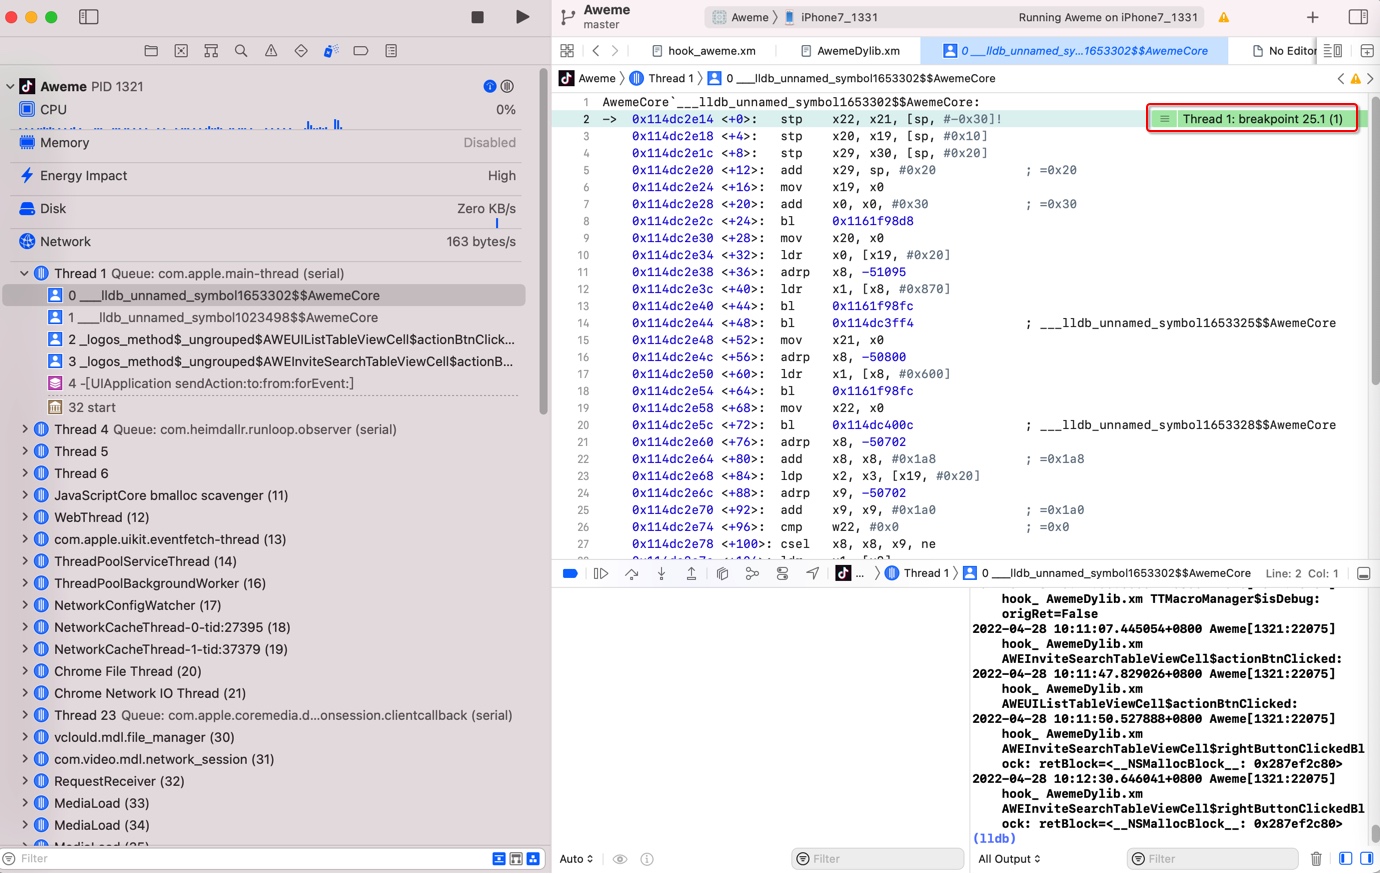 Aweme
master
Aweme 〉 iPhone7_1331
Running Aweme on iPhone7_1331
hook_aweme.xm
AwemeDylib.xm
0 ___lldb_unnamed_sy...1653302$$AwemeCore
No Editor
Aweme 〉 Thread 1 〉 0 ___lldb_unnamed_symbol1653302$$AwemeCore
Aweme PID 1321
CPU 0%
Memory Disabled
Energy Impact High
Disk Zero KB/s
Network 163 bytes/s
Thread 1 Queue: com.apple.main-thread (serial)
0 ___lldb_unnamed_symbol1653302$$AwemeCore
1 ___lldb_unnamed_symbol1023498$$AwemeCore
2 _logos_method$_ungrouped$AWEUIListTableViewCell$actionBtnClick...
3 _logos_method$_ungrouped$AWEInviteSearchTableViewCell$actionB...
4 -[UIApplication sendAction:to:from:forEvent:]
32 start
Thread 4 Queue: com.heimdallr.runloop.observer (serial)
Thread 5
Thread 6
JavaScriptCore bmalloc scavenger (11)
WebThread (12)
com.apple.uikit.eventfetch-thread (13)
ThreadPoolServiceThread (14)
ThreadPoolBackgroundWorker (16)
NetworkConfigWatcher (17)
NetworkCacheThread-0-tid:27395 (18)
NetworkCacheThread-1-tid:37379 (19)
Chrome File Thread (20)
Chrome Network IO Thread (21)
Thread 23 Queue: com.apple.coremedia.d...onsession.clientcallback (serial)
vclould.mdl.file_manager (30)
com.video.mdl.network_session (31)
RequestReceiver (32)
MediaLoad (33)
MediaLoad (34)
Filter
1 AwemeCore`___lldb_unnamed_symbol1653302$$AwemeCore:
2 -> 0x114dc2e14 <+0>: stp x22, x21, [sp, #-0x30]!
Thread 1: breakpoint 25.1 (1)
3 0x114dc2e18 <+4>: stp x20, x19, [sp, #0x10]
4 0x114dc2e1c <+8>: stp x29, x30, [sp, #0x20]
5 0x114dc2e20 <+12>: add x29, sp, #0x20 ; =0x20
6 0x114dc2e24 <+16>: mov x19, x0
7 0x114dc2e28 <+20>: add x0, x0, #0x30 ; =0x30
8 0x114dc2e2c <+24>: bl 0x1161f98d8
9 0x114dc2e30 <+28>: mov x20, x0
10 0x114dc2e34 <+32>: ldr x0, [x19, #0x20]
11 0x114dc2e38 <+36>: adrp x8, -51095
12 0x114dc2e3c <+40>: ldr x1, [x8, #0x870]
13 0x114dc2e40 <+44>: bl 0x1161f98fc
14 0x114dc2e44 <+48>: bl 0x114dc3ff4 ; ___lldb_unnamed_symbol1653325$$AwemeCore
15 0x114dc2e48 <+52>: mov x21, x0
16 0x114dc2e4c <+56>: adrp x8, -50800
17 0x114dc2e50 <+60>: ldr x1, [x8, #0x600]
18 0x114dc2e54 <+64>: bl 0x1161f98fc
19 0x114dc2e58 <+68>: mov x22, x0
20 0x114dc2e5c <+72>: bl 0x114dc400c ; ___lldb_unnamed_symbol1653328$$AwemeCore
21 0x114dc2e60 <+76>: adrp x8, -50702
22 0x114dc2e64 <+80>: add x8, x8, #0x1a8 ; =0x1a8
23 0x114dc2e68 <+84>: ldp x2, x3, [x19, #0x20]
24 0x114dc2e6c <+88>: adrp x9, -50702
25 0x114dc2e70 <+92>: add x9, x9, #0x1a0 ; =0x1a0
26 0x114dc2e74 <+96>: cmp w22, #0x0 ; =0x0
27 0x114dc2e78 <+100>: csel x8, x8, x9, ne
... 〉 Thread 1 〉 0 ___lldb_unnamed_symbol1653302$$AwemeCore
Line: 2 Col: 1
hook_ AwemeDylib.xm TTMacroManager$isDebug:
origRet=False
2022-04-28 10:11:07.445054+0800 Aweme[1321:22075]
hook_ AwemeDylib.xm
AWEInviteSearchTableViewCell$actionBtnClicked:
2022-04-28 10:11:47.829026+0800 Aweme[1321:22075]
hook_ AwemeDylib.xm
AWEUIListTableViewCell$actionBtnClicked:
2022-04-28 10:11:50.527888+0800 Aweme[1321:22075]
hook_ AwemeDylib.xm
AWEInviteSearchTableViewCell$rightButtonClickedBl
ock: retBlock=<__NSMallocBlock__: 0x287ef2c80>
2022-04-28 10:12:30.646041+0800 Aweme[1321:22075]
hook_ AwemeDylib.xm
AWEInviteSearchTableViewCell$rightButtonClickedBl
ock: retBlock=<__NSMallocBlock__: 0x287ef2c80>
(lldb)
Auto
Filter
All Output
Filter